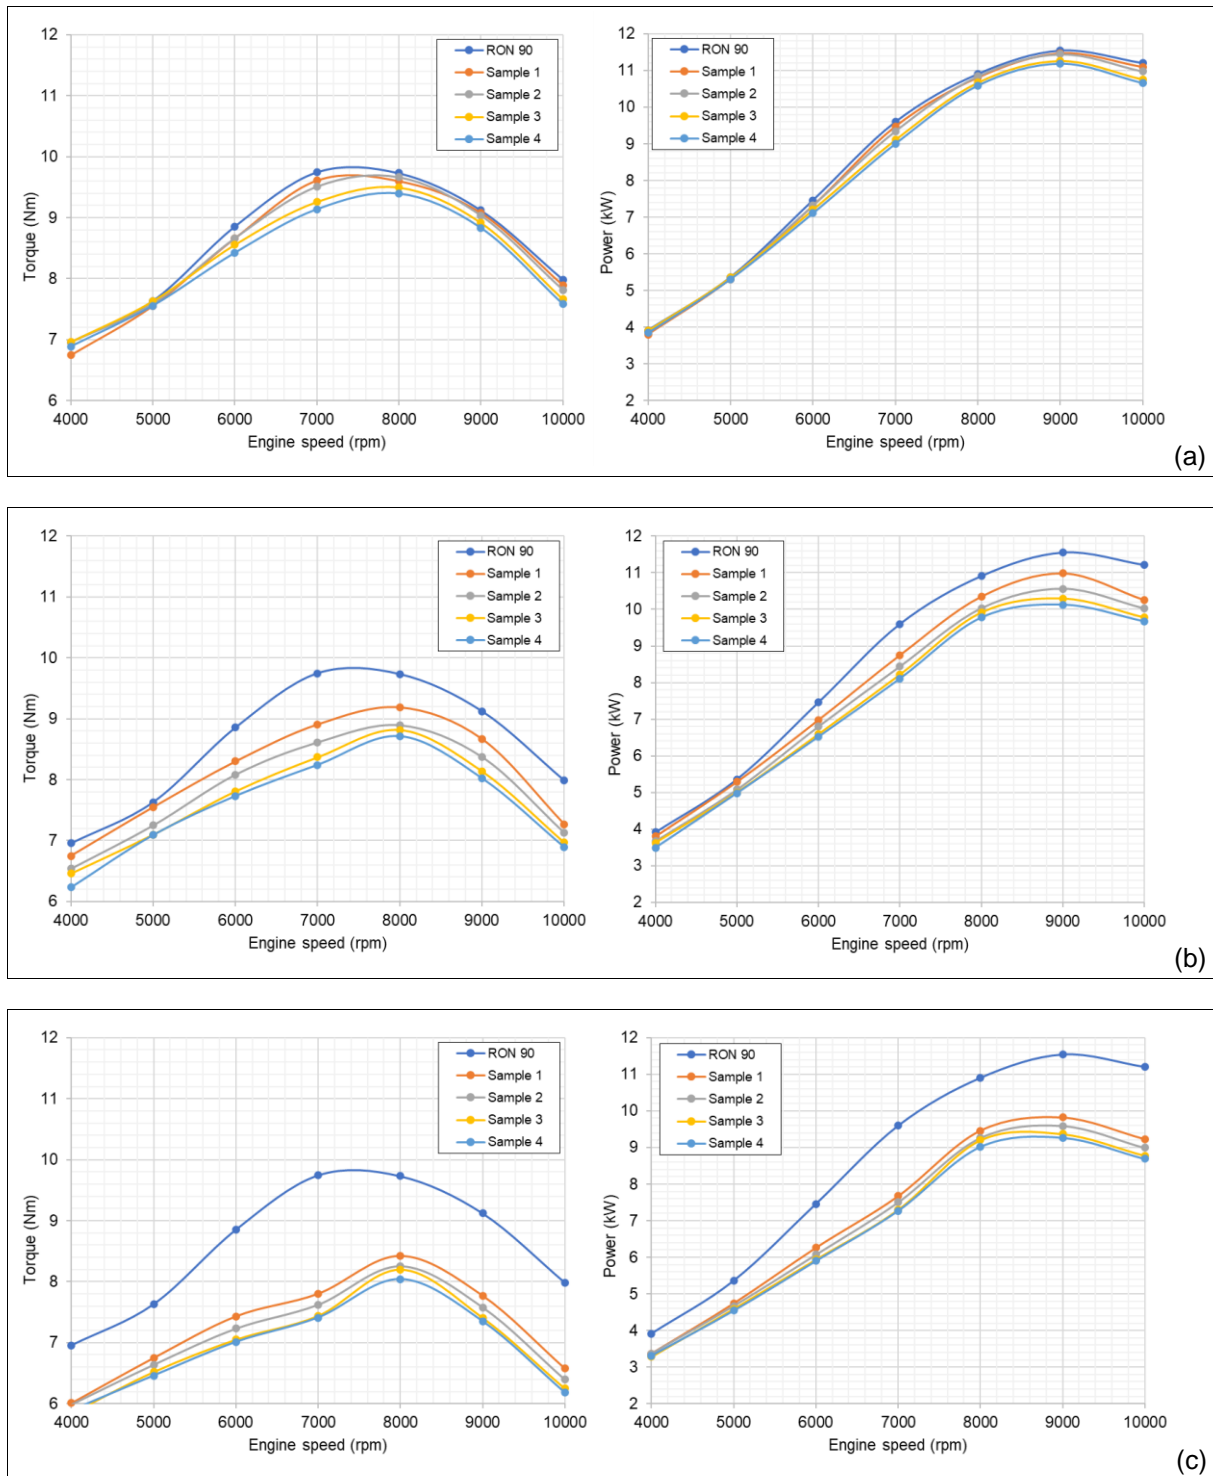 12
11
10
9
8
7
6
Torque (Nm)
4000 5000 6000 7000 8000 9000 10000
Engine speed (rpm)
RON 90
Sample 1
Sample 2
Sample 3
Sample 4
12
11
10
9
8
7
6
5
4
3
2
Power (kW)
4000 5000 6000 7000 8000 9000 10000
Engine speed (rpm)
RON 90
Sample 1
Sample 2
Sample 3
Sample 4
(a)
12
11
10
9
8
7
6
Torque (Nm)
4000 5000 6000 7000 8000 9000 10000
Engine speed (rpm)
RON 90
Sample 1
Sample 2
Sample 3
Sample 4
12
11
10
9
8
7
6
5
4
3
2
Power (kW)
4000 5000 6000 7000 8000 9000 10000
Engine speed (rpm)
RON 90
Sample 1
Sample 2
Sample 3
Sample 4
(b)
12
11
10
9
8
7
6
Torque (Nm)
4000 5000 6000 7000 8000 9000 10000
Engine speed (rpm)
RON 90
Sample 1
Sample 2
Sample 3
Sample 4
12
11
10
9
8
7
6
5
4
3
2
Power (kW)
4000 5000 6000 7000 8000 9000 10000
Engine speed (rpm)
RON 90
Sample 1
Sample 2
Sample 3
Sample 4
(c)